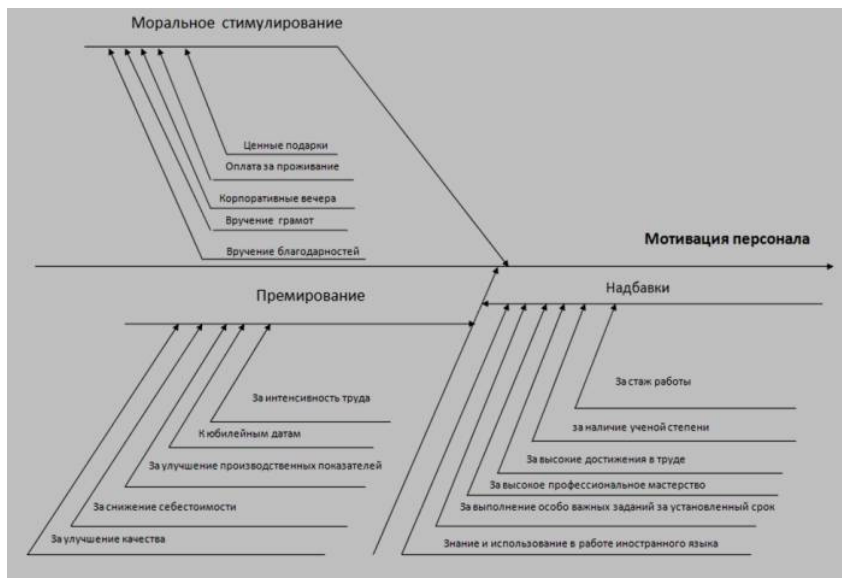 Моральное стимулирование
Ценные подарки
Оплата за проживание
Корпоративные вечера
Вручение грамот
Вручение благодарностей
Мотивация персонала
Премирование
Надбавки
За интенсивность труда
К юбилейным датам
За улучшение производственных показателей
За снижение себестоимости
За улучшение качества
За стаж работы
за наличие ученой степени
За высокие достижения в труде
За высокое профессиональное мастерство
За выполнение особо важных заданий за установленный срок
Знание и использование в работе иностранного языка